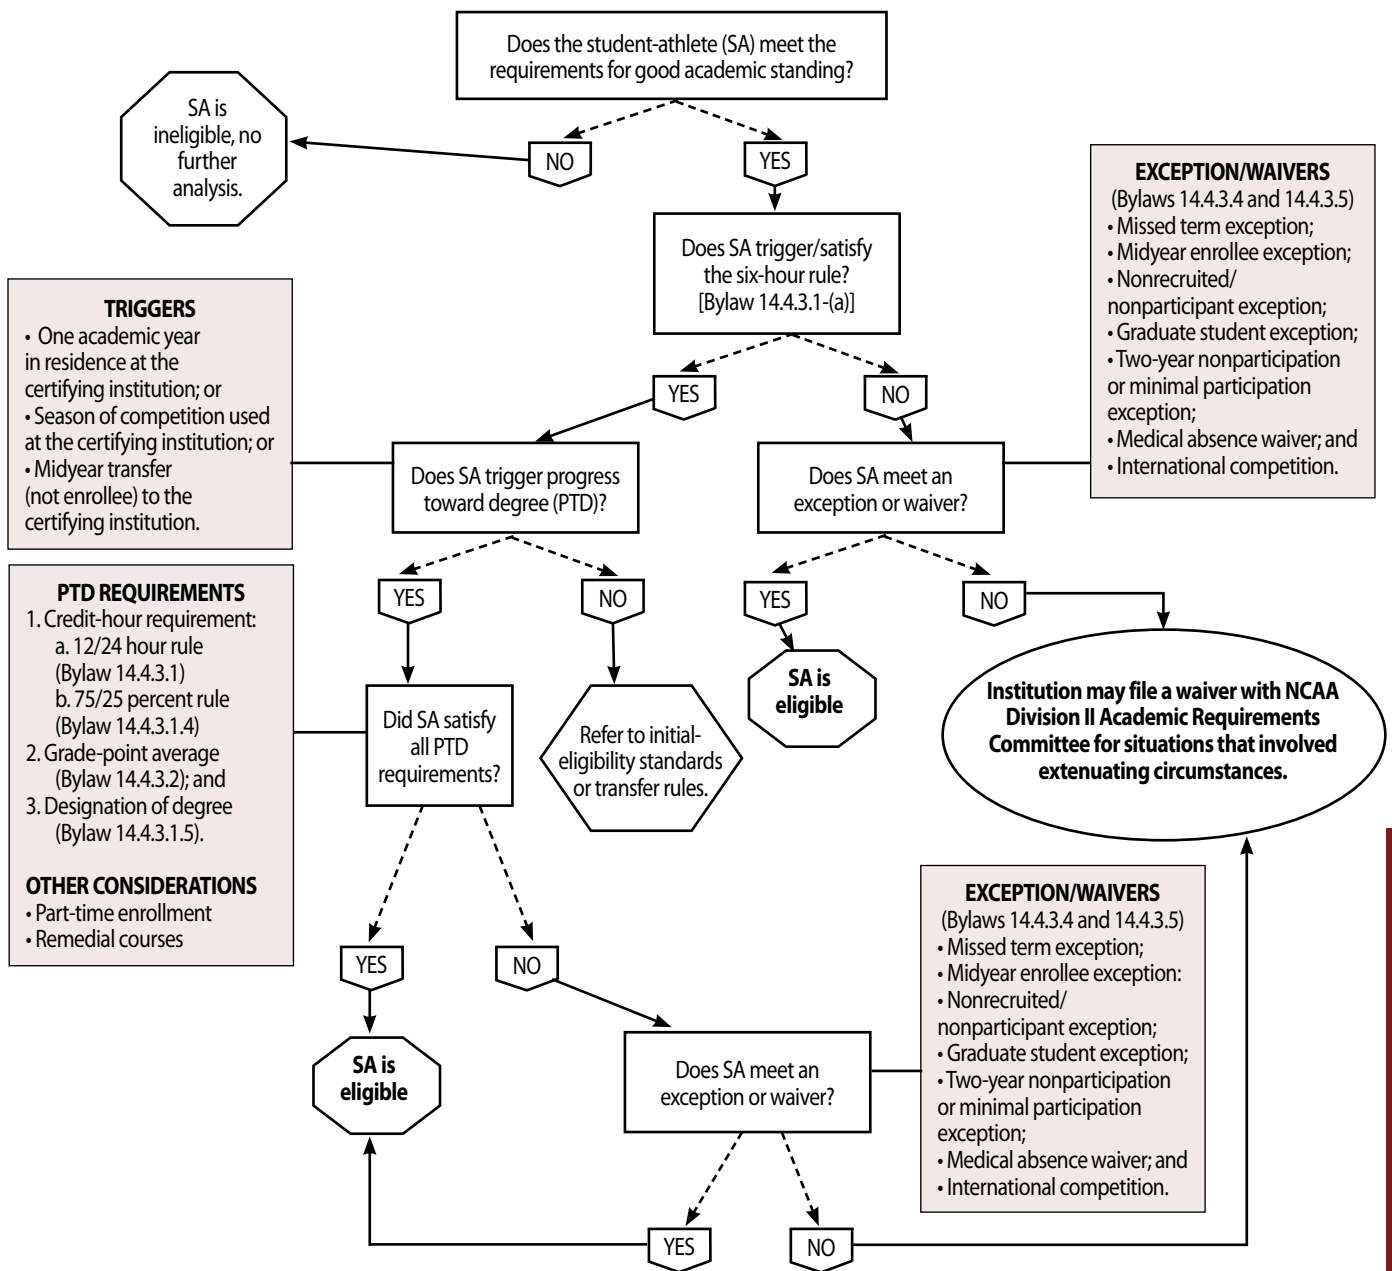 Does the student-athlete (SA) meet the
requirements for good academic standing?
SA is
ineligible, no
further
analysis.
NO
YES
EXCEPTION/WAIVERS
(Bylaws 14.4.3.4 and 14.4.3.5)
• Missed term exception;
• Midyear enrollee exception;
• Nonrecruited/
nonparticipant exception;
• Graduate student exception;
• Two-year nonparticipation
or minimal participation
exception;
• Medical absence waiver; and
• International competition.
Does SA trigger/satisfy
the six-hour rule?
[Bylaw 14.4.3.1-(a)]
TRIGGERS
• One academic year
in residence at the
certifying institution; or
• Season of competition used
at the certifying institution; or
• Midyear transfer
(not enrollee) to the
certifying institution.
YES
NO
Does SA trigger progress
toward degree (PTD)?
Does SA meet an
exception or waiver?
YES
NO
YES
NO
PTD REQUIREMENTS
1. Credit-hour requirement:
a. 12/24 hour rule
(Bylaw 14.4.3.1)
b. 75/25 percent rule
(Bylaw 14.4.3.1.4)
2. Grade-point average
(Bylaw 14.4.3.2); and
3. Designation of degree
(Bylaw 14.4.3.1.5).
OTHER CONSIDERATIONS
• Part-time enrollment
• Remedial courses
Did SA satisfy
all PTD
requirements?
Refer to initial-
eligibility standards
or transfer rules.
SA is
eligible
Institution may file a waiver with NCAA
Division II Academic Requirements
Committee for situations that involved
extenuating circumstances.
YES
NO
EXCEPTION/WAIVERS
(Bylaws 14.4.3.4 and 14.4.3.5)
• Missed term exception;
• Midyear enrollee exception:
• Nonrecruited/
nonparticipant exception;
• Graduate student exception;
• Two-year nonparticipation
or minimal participation
exception;
• Medical absence waiver; and
• International competition.
SA is
eligible
Does SA meet an
exception or waiver?
YES
NO